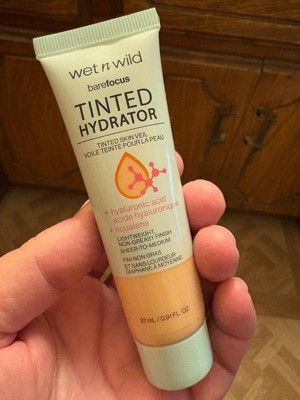 wet n wild
barefocus
TINTED
HYDRATOR
TINTED SKIN VEIL
VOILE TEINTÉ POUR LA PEAU
+ hyaluronic acid
acide hyaluronique
+ squalane
LIGHTWEIGHT
NON-GREASY FINISH
SHEER-TO-MEDIUM
FINI NON GRAS
ET SANS LOURDEUR
DIAPHANE À MOYENNE
27 mL / 0.91 FL. OZ.